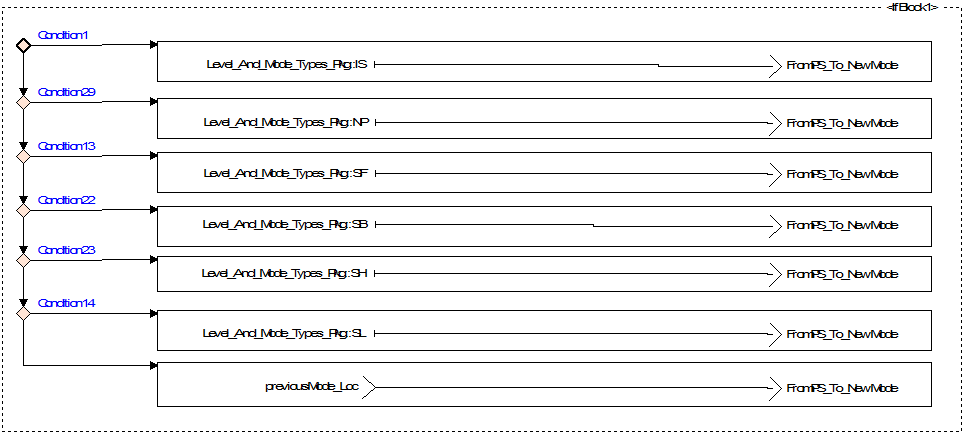 <IfBlock1>
Condition1
Level_And_Mode_Types_Pkg::IS FromPS_To_NewMode
Condition29
Level_And_Mode_Types_Pkg::NP FromPS_To_NewMode
Condition13
Level_And_Mode_Types_Pkg::SF FromPS_To_NewMode
Condition22
Level_And_Mode_Types_Pkg::SB FromPS_To_NewMode
Condition23
Level_And_Mode_Types_Pkg::SH FromPS_To_NewMode
Condition14
Level_And_Mode_Types_Pkg::SL FromPS_To_NewMode
previousMode_Loc FromPS_To_NewMode